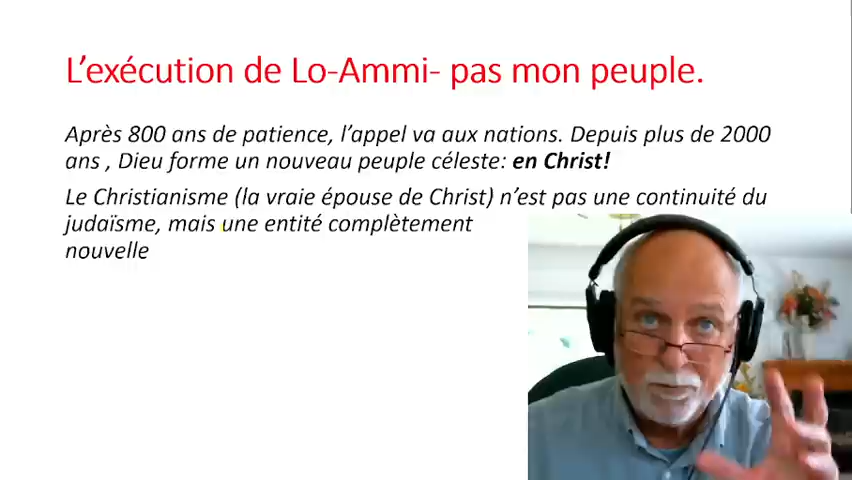 L’exécution de Lo-Ammi- pas mon peuple.
Après 800 ans de patience, l’appel va aux nations. Depuis plus de 2000
ans , Dieu forme un nouveau peuple céleste: en Christ!
Le Christianisme (la vraie épouse de Christ) n’est pas une continuité du
judaïsme, mais une entité complètement
nouvelle